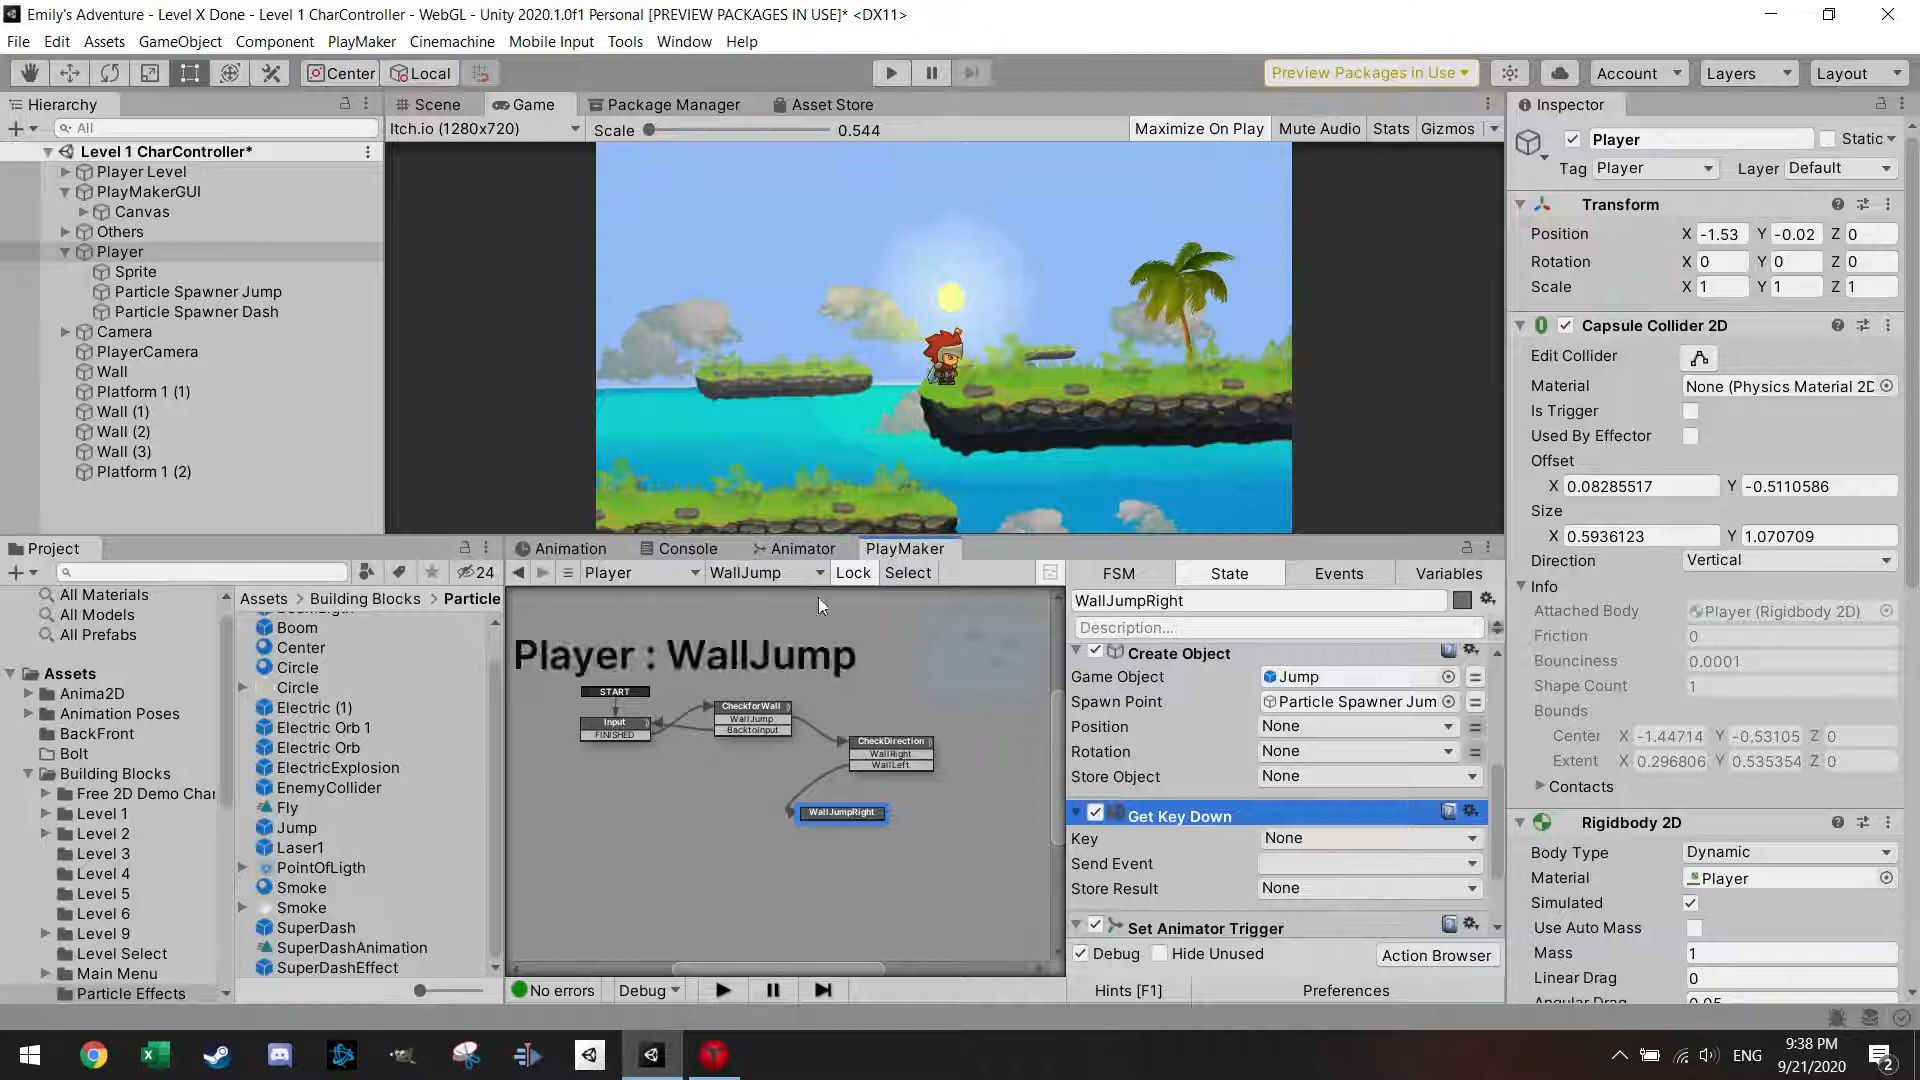 Emily's Adventure - Level X Done - Level 1 CharController - WebGL - Unity 2020.1.0f1 Personal [PREVIEW PACKAGES IN USE]* <DX11>
File Edit Assets GameObject Component PlayMaker Cinemachine Mobile Input Tools Window Help
Center Local Preview Packages in Use Account Layers Layout
Hierarchy
All
Level 1 CharController*
Player Level
PlayMakerGUI
Canvas
Others
Player
Sprite
Particle Spawner Jump
Particle Spawner Dash
Camera
PlayerCamera
Wall
Platform 1 (1)
Wall (1)
Wall (2)
Wall (3)
Platform 1 (2)
Scene Game Package Manager Asset Store
Itch.io (1280x720) Scale 0.544 Maximize On Play Mute Audio Stats Gizmos
Inspector
Player Static
Tag Player Layer Default
Transform
Position X -1.53 Y -0.02 Z 0
Rotation X 0 Y 0 Z 0
Scale X 1 Y 1 Z 1
Capsule Collider 2D
Edit Collider
Material None (Physics Material 2D
Is Trigger
Used By Effector
Offset
X 0.08285517 Y -0.5110586
Size
X 0.5936123 Y 1.070709
Direction Vertical
Info
Attached Body Player (Rigidbody 2D)
Friction 0
Bounciness 0.0001
Shape Count 1
Bounds
Center X -1.44714 Y -0.53105 Z 0
Extent X 0.296806 Y 0.535354 Z 0
Contacts
Rigidbody 2D
Body Type Dynamic
Material Player
Simulated
Use Auto Mass
Mass 1
Linear Drag 0
Angular Drag 0.05
Project
24
All Materials
All Models
All Prefabs
Assets
Anima2D
Animation Poses
BackFront
Bolt
Building Blocks
Free 2D Demo Char
Level 1
Level 2
Level 3
Level 4
Level 5
Level 6
Level 9
Level Select
Main Menu
Particle Effects
Assets > Building Blocks > Particle
Boom
Center
Circle
Circle
Electric (1)
Electric Orb 1
Electric Orb
ElectricExplosion
EnemyCollider
Fly
Jump
Laser1
PointOfLigth
Smoke
Smoke
SuperDash
SuperDashAnimation
SuperDashEffect
Animation Console Animator PlayMaker
Player WallJump Lock Select
Player : WallJump
START
Input
FINISHED
CheckforWall
WallJump
BacktoInput
CheckDirection
WallRight
WallLeft
WallJumpRight
No errors Debug
FSM State Events Variables
WallJumpRight
Description...
Create Object
Game Object Jump
Spawn Point Particle Spawner Jum
Position None
Rotation None
Store Object None
Get Key Down
Key None
Send Event
Store Result None
Set Animator Trigger
Debug Hide Unused Action Browser
Hints [F1] Preferences
ENG
9:38 PM
9/21/2020
2